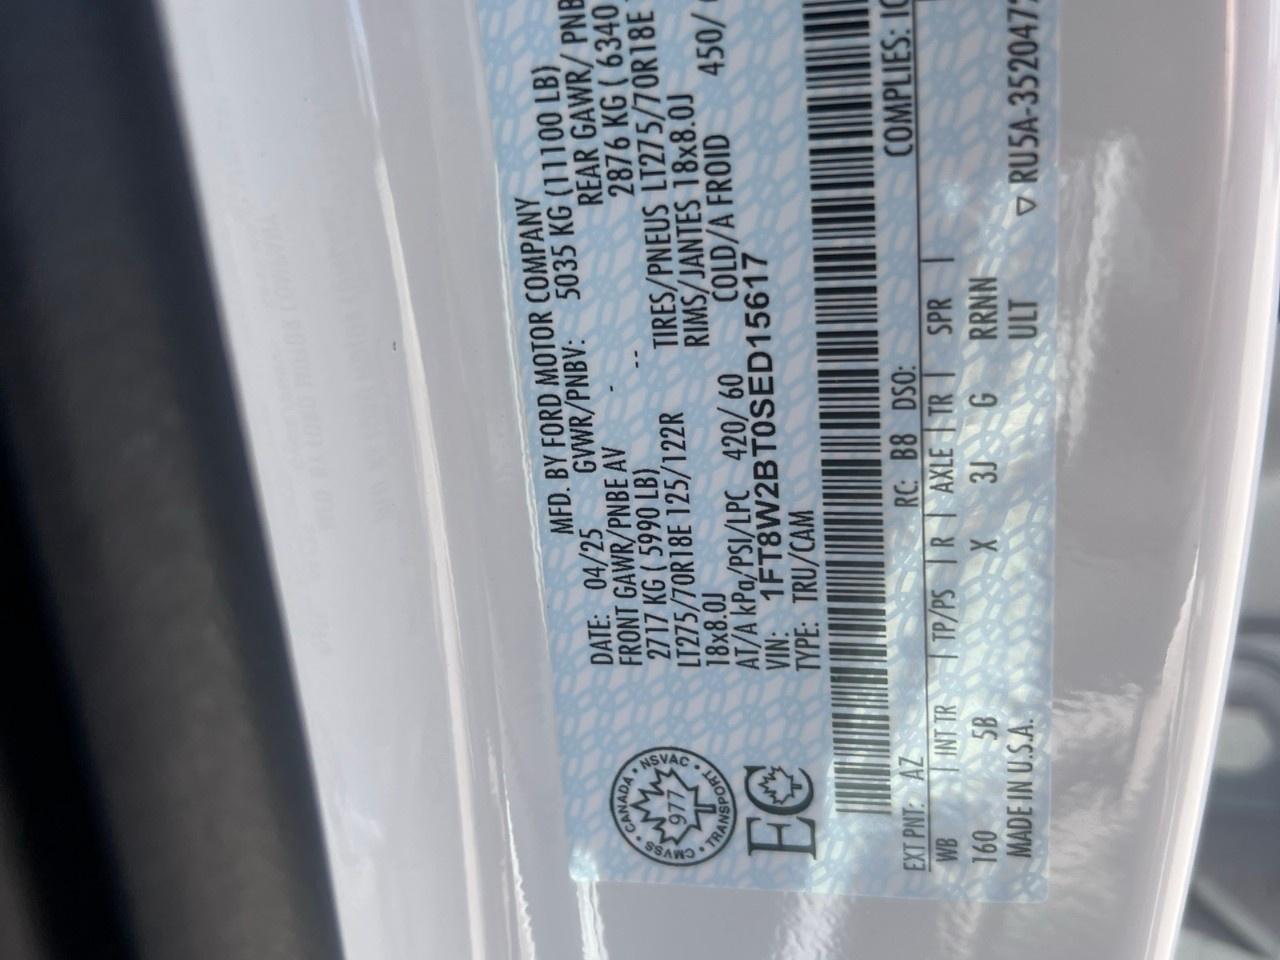 MFD. BY FORD MOTOR COMPANY
DATE: 04/25 GVWR/PNBV: 5035 KG (11100 LB)
FRONT GAWR/PNBE AV - REAR GAWR/ PNB
2717 KG ( 5990 LB) -- 2876 KG ( 6340
LT275/70R18E 125/122R TIRES/PNEUS LT275/70R18E
18x8.0J RIMS/JANTES 18x8.0J
AT/A kPa/PSI/LPC 420/ 60 COLD/A FROID 450/
VIN: 1FT8W2BT0SED15617
TYPE: TRU/CAM
CANADA • NSVAC • TRANSPORT • CMVSS
977
EC
EXT PNT: AZ RC: B8 DSO: COMPLIES:
WB | INT TR | TP/PS | R | AXLE | TR | SPR |
160 5B X 3J G RRNN
MADE IN U.S.A. ULT ▽ RU5A-3520472